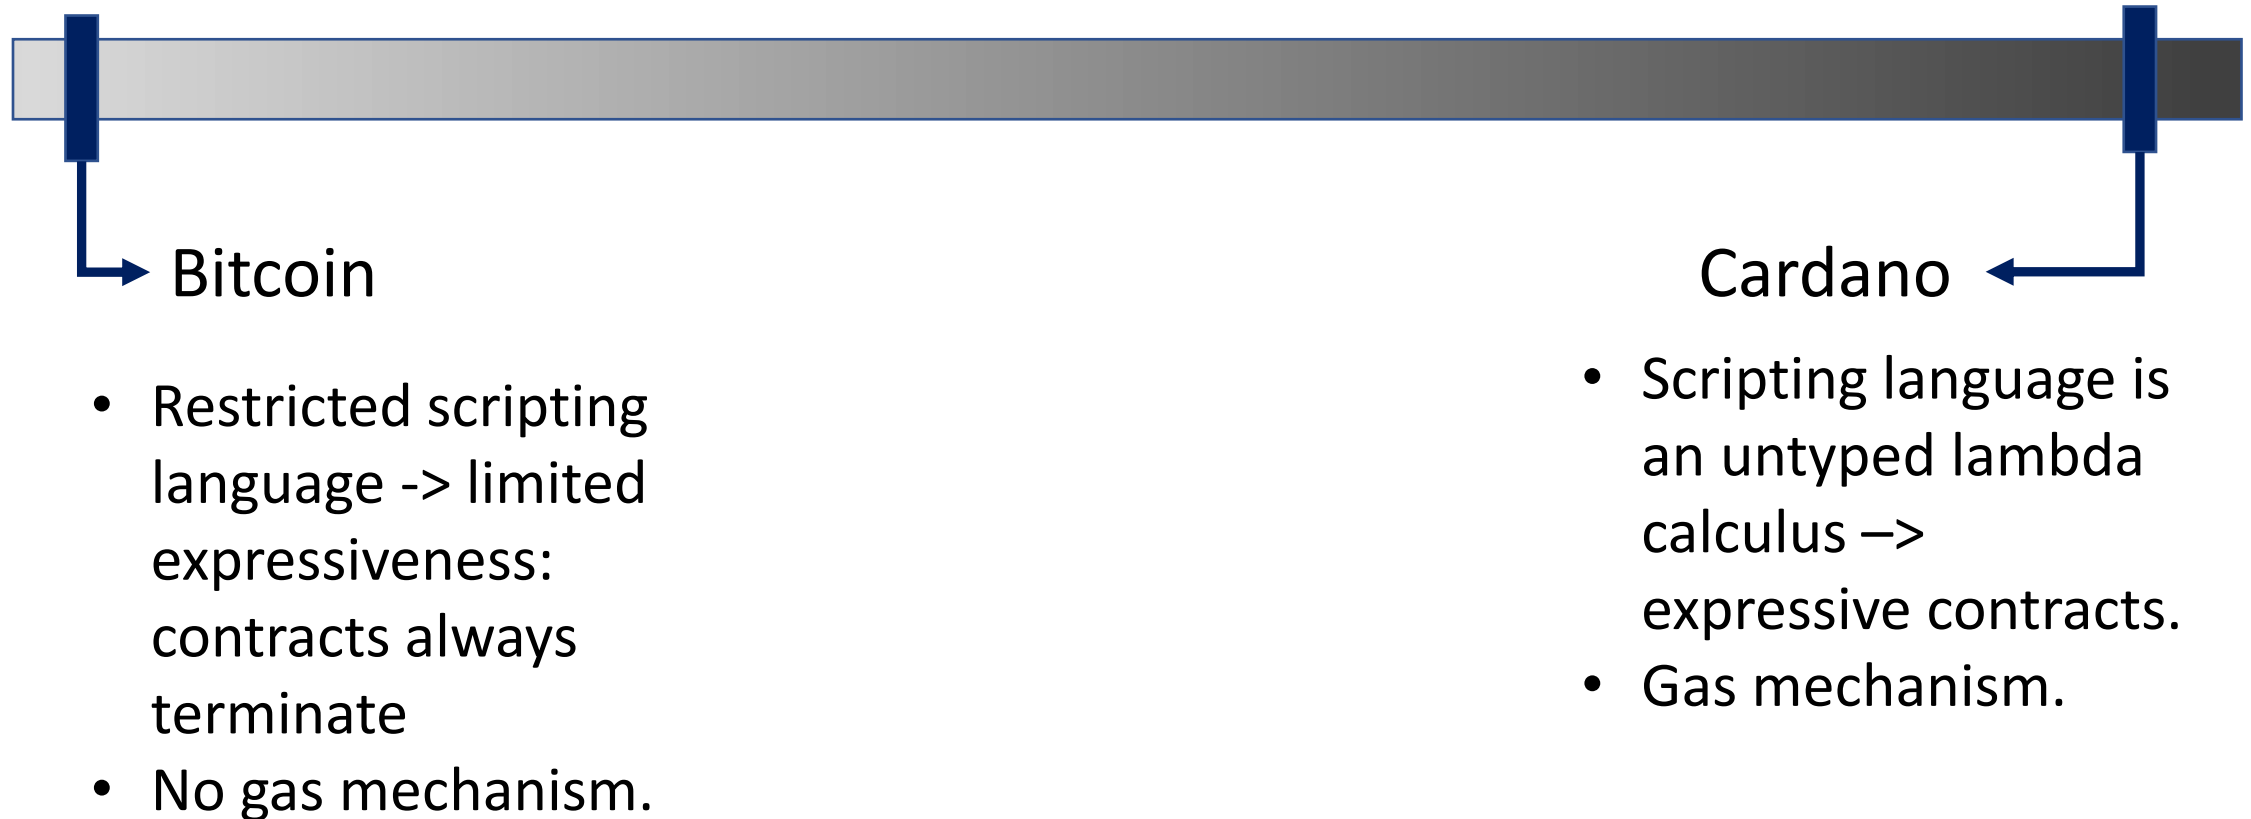 Bitcoin
• Restricted scripting
language -> limited
expressiveness:
contracts always
terminate
• No gas mechanism.
Cardano
• Scripting language is
an untyped lambda
calculus –>
expressive contracts.
• Gas mechanism.